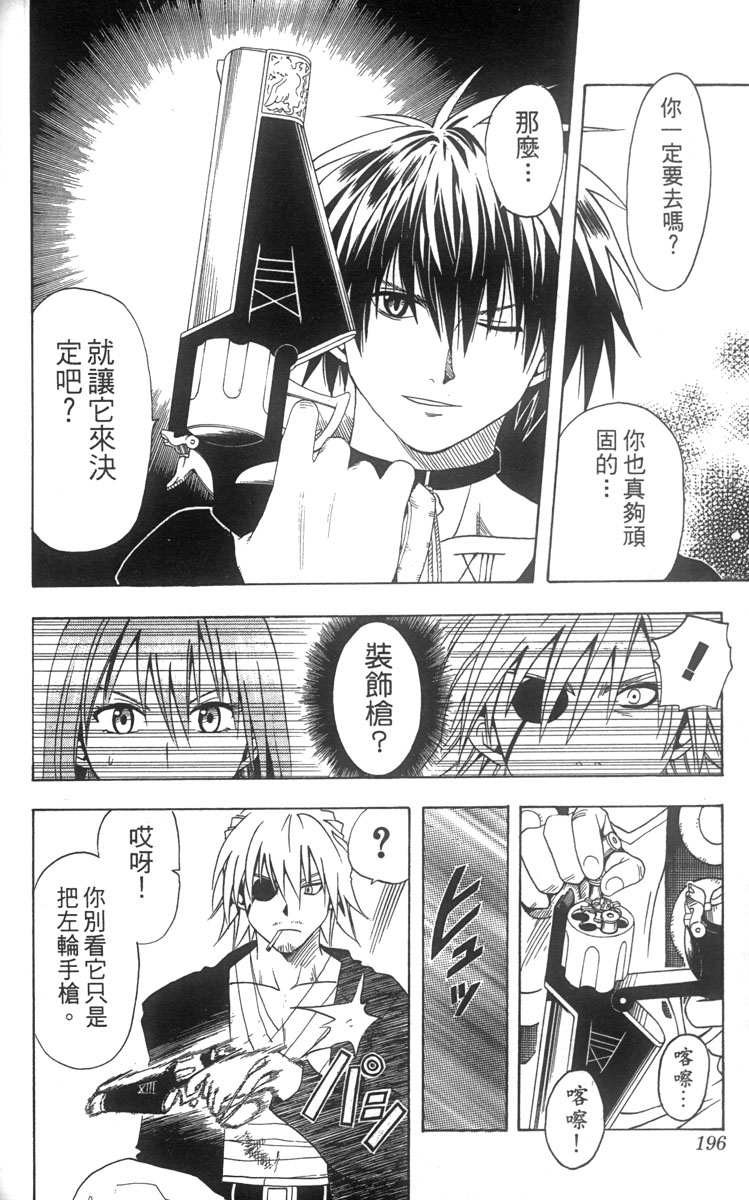 你一定要去嗎？
你也真夠頑
固的…
那麼…
就讓它來決
定吧？
XIII
！
裝飾槍？
喀嚓…
喀嚓！
196
ヒュッ
？
パシ
XIII
哎呀！
你別看它只是
把左輪手槍。